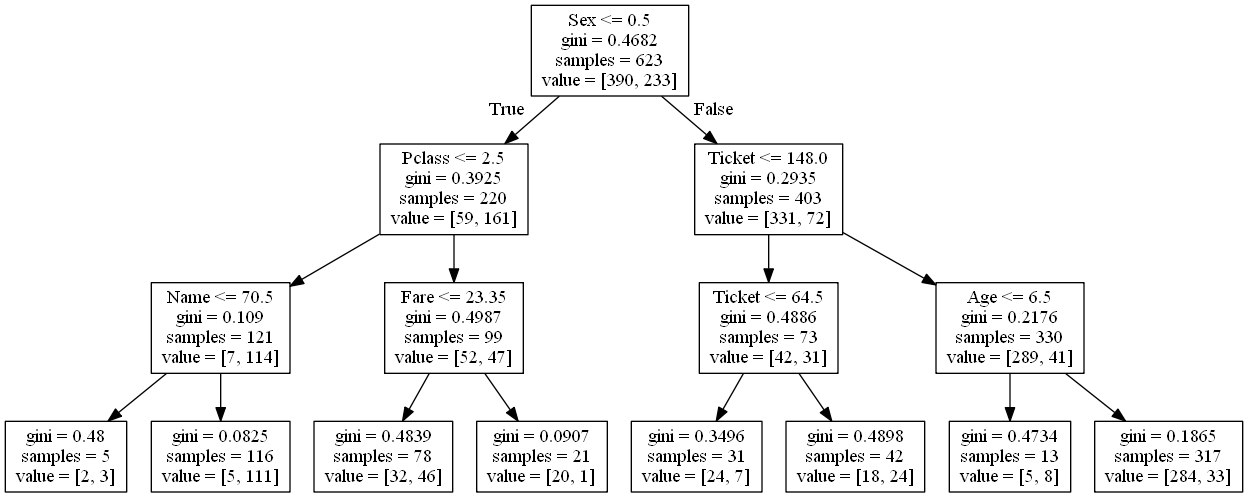 Sex <= 0.5
gini = 0.4682
samples = 623
value = [390, 233]
True
False
Pclass <= 2.5
gini = 0.3925
samples = 220
value = [59, 161]
Ticket <= 148.0
gini = 0.2935
samples = 403
value = [331, 72]
Name <= 70.5
gini = 0.109
samples = 121
value = [7, 114]
Fare <= 23.35
gini = 0.4987
samples = 99
value = [52, 47]
Ticket <= 64.5
gini = 0.4886
samples = 73
value = [42, 31]
Age <= 6.5
gini = 0.2176
samples = 330
value = [289, 41]
gini = 0.48
samples = 5
value = [2, 3]
gini = 0.0825
samples = 116
value = [5, 111]
gini = 0.4839
samples = 78
value = [32, 46]
gini = 0.0907
samples = 21
value = [20, 1]
gini = 0.3496
samples = 31
value = [24, 7]
gini = 0.4898
samples = 42
value = [18, 24]
gini = 0.4734
samples = 13
value = [5, 8]
gini = 0.1865
samples = 317
value = [284, 33]